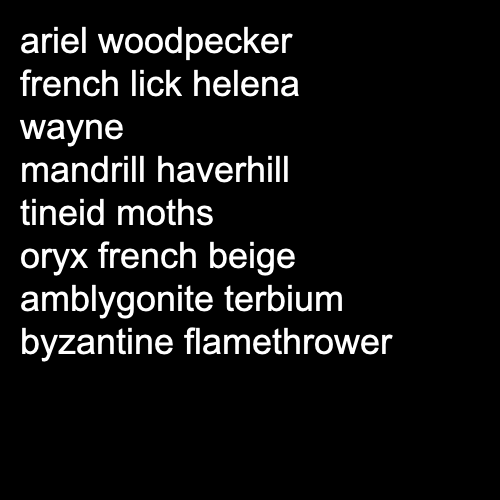 ariel woodpecker
french lick helena
wayne
mandrill haverhill
tineid moths
oryx french beige
amblygonite terbium
byzantine flamethrower